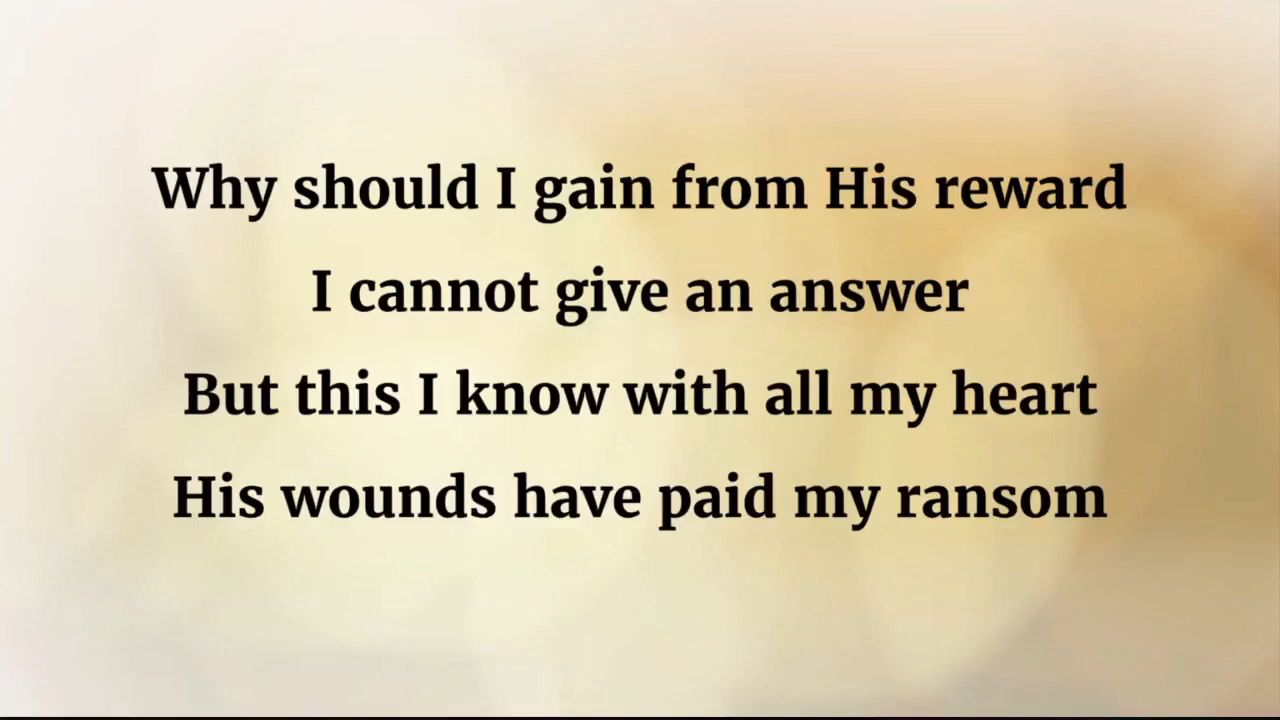 Why should I gain from His reward
I cannot give an answer
But this I know with all my heart
His wounds have paid my ransom